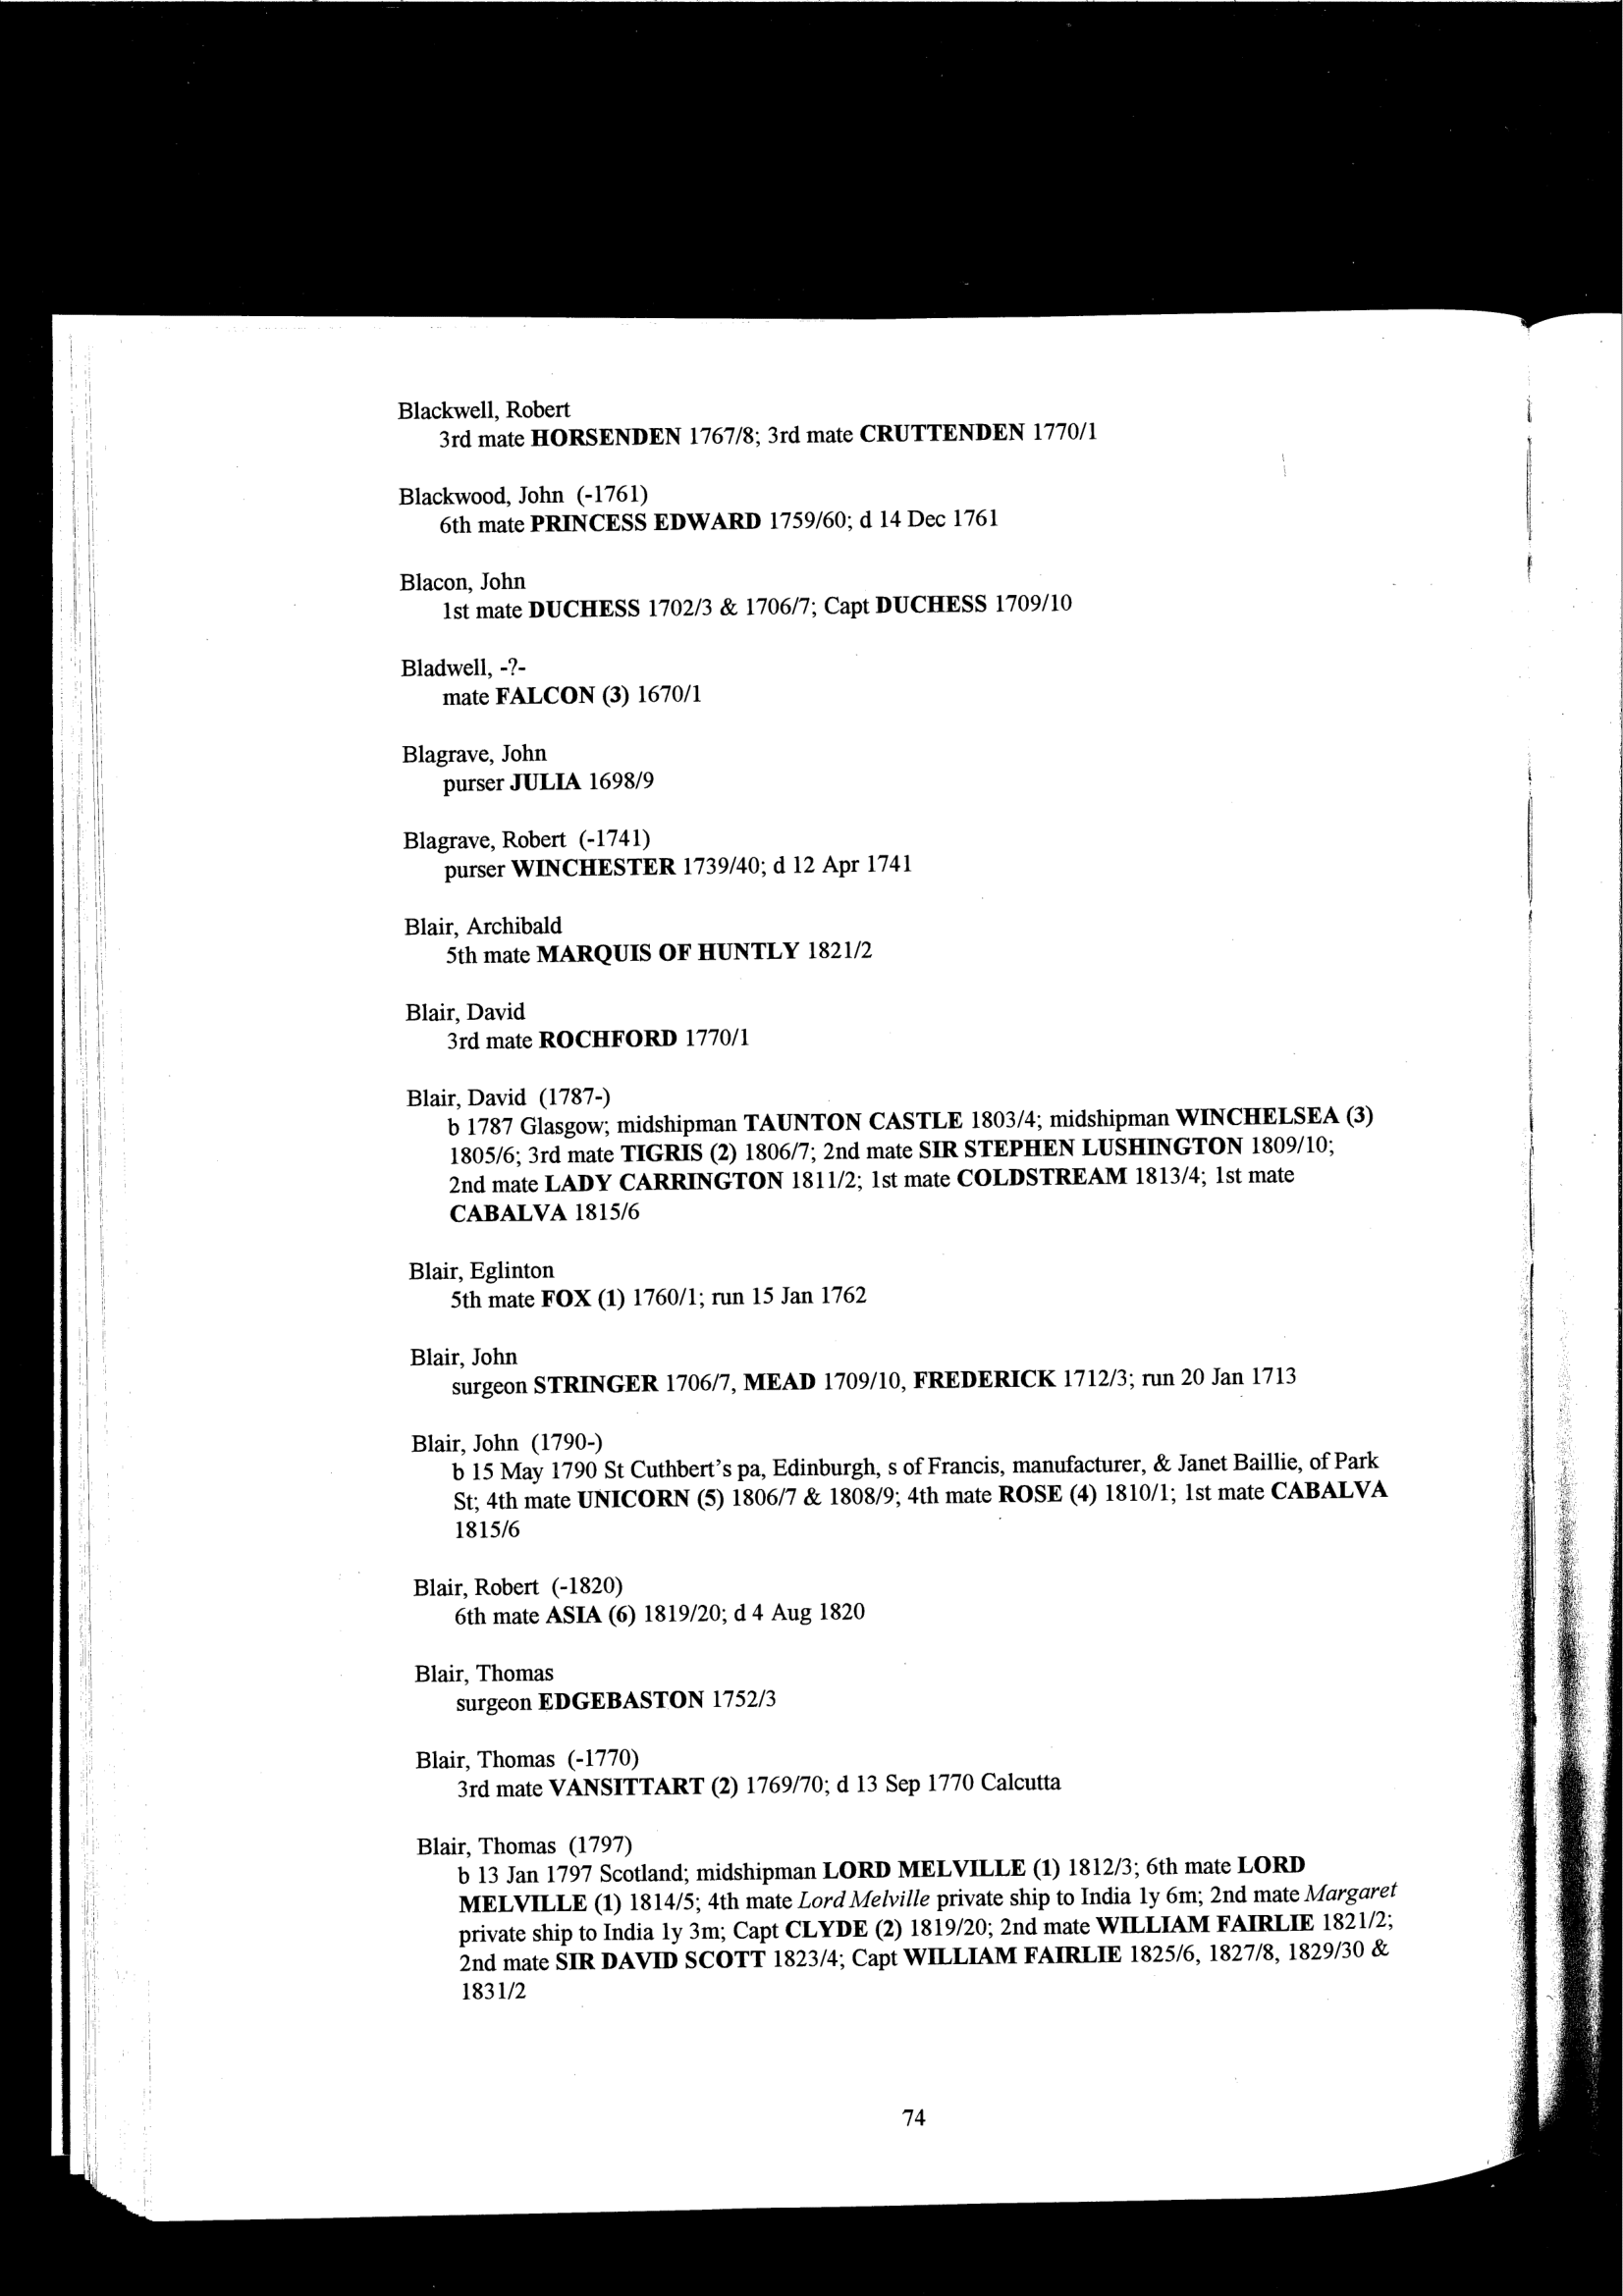 Blackwell, Robert
3rd mate HORSENDEN 1767/8; 3rd mate CRUTTENDEN 1770/1
Blackwood, John (-1761)
6th mate PRINCESS EDWARD 1759/60; d 14 Dec 1761
Blacon, John
1st mate DUCHESS 1702/3 & 1706/7; Capt DUCHESS 1709/10
Bladwell, -?-
mate FALCON (3) 1670/1
Blagrave, John
purser JULIA 1698/9
Blagrave, Robert (-1741)
purser WINCHESTER 1739/40; d 12 Apr 1741
Blair, Archibald
5th mate MARQUIS OF HUNTLY 1821/2
Blair, David
3rd mate ROCHFORD 1770/1
Blair, David (1787-)
b 1787 Glasgow; midshipman TAUNTON CASTLE 1803/4; midshipman WINCHELSEA (3)
1805/6; 3rd mate TIGRIS (2) 1806/7; 2nd mate SIR STEPHEN LUSHINGTON 1809/10;
2nd mate LADY CARRINGTON 1811/2; 1st mate COLDSTREAM 1813/4; 1st mate
CABALVA 1815/6
Blair, Eglinton
5th mate FOX (1) 1760/1; run 15 Jan 1762
Blair, John
surgeon STRINGER 1706/7, MEAD 1709/10, FREDERICK 1712/3; run 20 Jan 1713
Blair, John (1790-)
b 15 May 1790 St Cuthbert's pa, Edinburgh, s of Francis, manufacturer, & Janet Baillie, of Park
St; 4th mate UNICORN (5) 1806/7 & 1808/9; 4th mate ROSE (4) 1810/1; 1st mate CABALVA
1815/6
Blair, Robert (-1820)
6th mate ASIA (6) 1819/20; d 4 Aug 1820
Blair, Thomas
surgeon EDGEBASTON 1752/3
Blair, Thomas (-1770)
3rd mate VANSITTART (2) 1769/70; d 13 Sep 1770 Calcutta
Blair, Thomas (1797)
b 13 Jan 1797 Scotland; midshipman LORD MELVILLE (1) 1812/3; 6th mate LORD
MELVILLE (1) 1814/5; 4th mate Lord Melville private ship to India 1y 6m; 2nd mate Margaret
private ship to India 1y 3m; Capt CLYDE (2) 1819/20; 2nd mate WILLIAM FAIRLIE 1821/2;
2nd mate SIR DAVID SCOTT 1823/4; Capt WILLIAM FAIRLIE 1825/6, 1827/8, 1829/30 &
1831/2
74